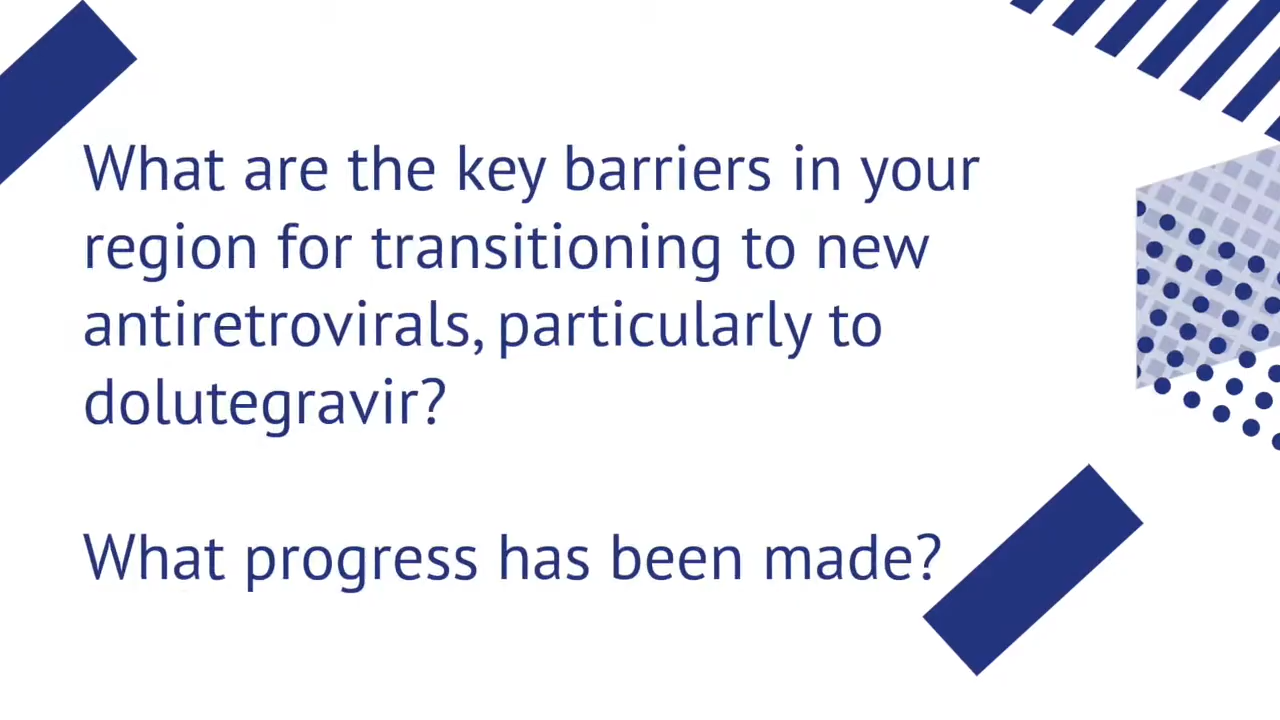 What are the key barriers in your
region for transitioning to new
antiretrovirals, particularly to
dolutegravir?
What progress has been made?